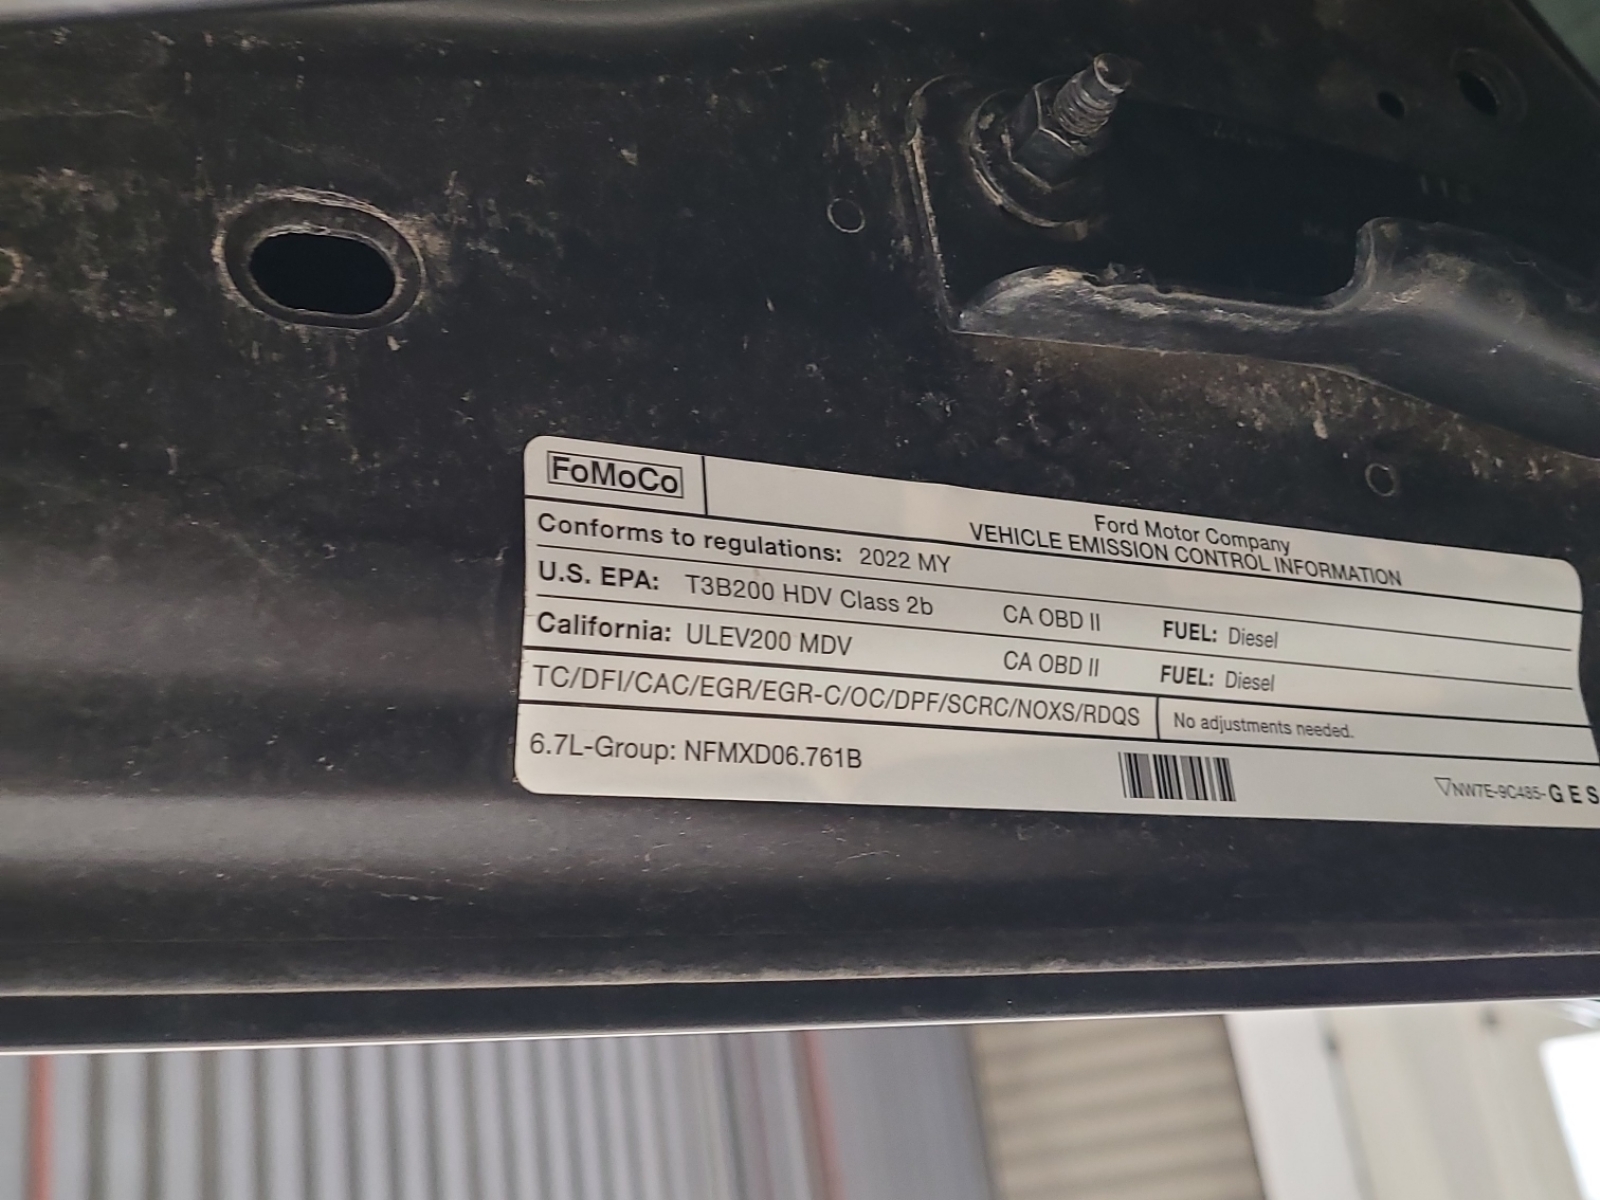 FoMoCo
Ford Motor Company
VEHICLE EMISSION CONTROL INFORMATION
Conforms to regulations: 2022 MY
U.S. EPA: T3B200 HDV Class 2b CA OBD II FUEL: Diesel
California: ULEV200 MDV CA OBD II FUEL: Diesel
TC/DFI/CAC/EGR/EGR-C/OC/DPF/SCRC/NOXS/RDQS No adjustments needed.
6.7L-Group: NFMXD06.761B
NW7E-9C485-GES